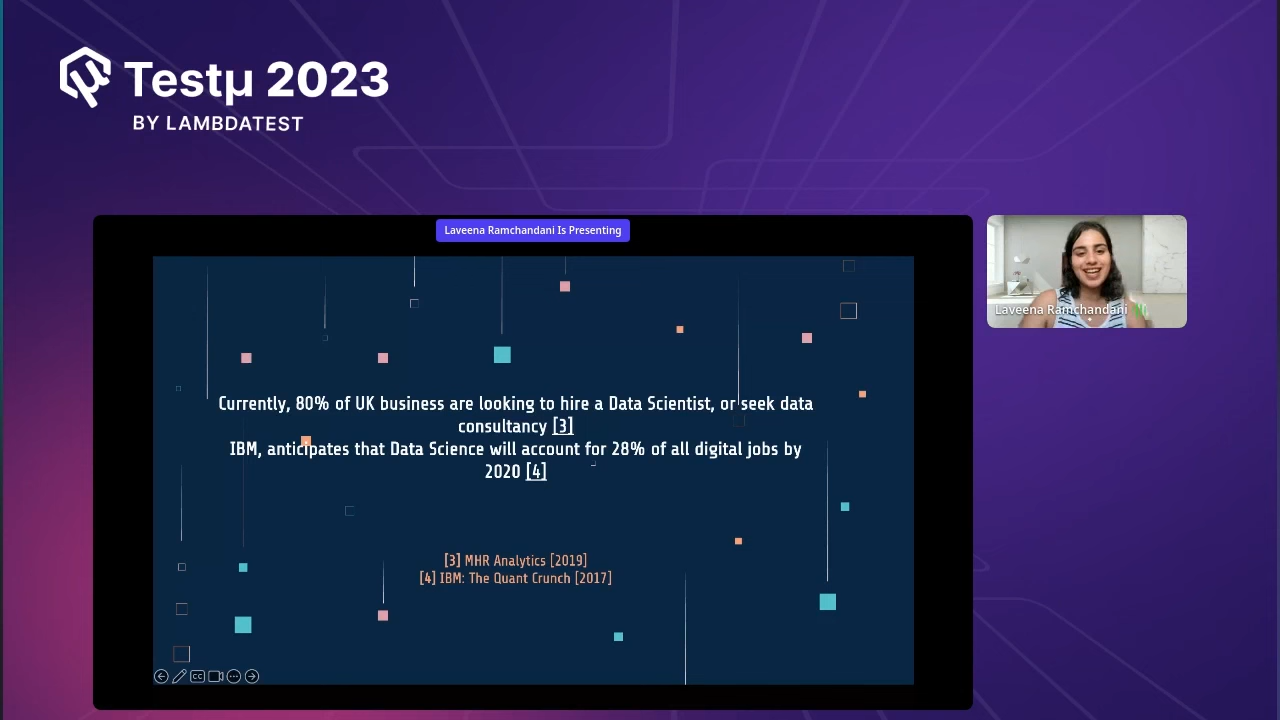 Testμ 2023
BY LAMBDATEST
Laveena Ramchandani Is Presenting
Laveena Ramchandani
Currently, 80% of UK business are looking to hire a Data Scientist, or seek data
consultancy [3]
IBM, anticipates that Data Science will account for 28% of all digital jobs by
2020 [4]
[3] MHR Analytics [2019]
[4] IBM: The Quant Crunch [2017]
CC